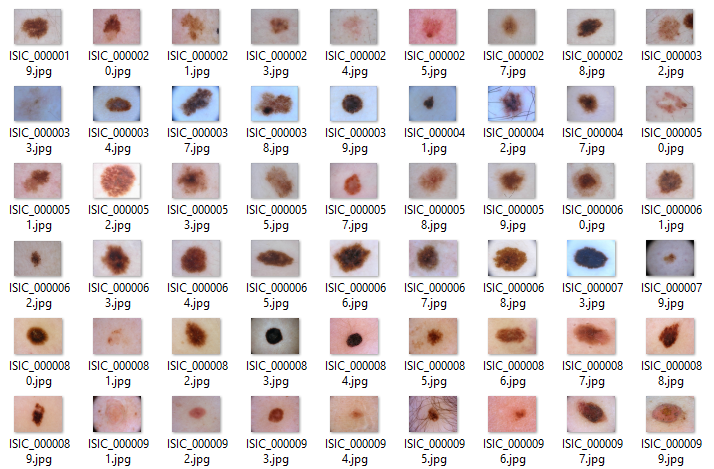 ISIC_000001
9.jpg
ISIC_000002
0.jpg
ISIC_000002
1.jpg
ISIC_000002
3.jpg
ISIC_000002
4.jpg
ISIC_000002
5.jpg
ISIC_000002
7.jpg
ISIC_000002
8.jpg
ISIC_000003
2.jpg
ISIC_000003
3.jpg
ISIC_000003
4.jpg
ISIC_000003
7.jpg
ISIC_000003
8.jpg
ISIC_000003
9.jpg
ISIC_000004
1.jpg
ISIC_000004
2.jpg
ISIC_000004
7.jpg
ISIC_000005
0.jpg
ISIC_000005
1.jpg
ISIC_000005
2.jpg
ISIC_000005
3.jpg
ISIC_000005
5.jpg
ISIC_000005
7.jpg
ISIC_000005
8.jpg
ISIC_000005
9.jpg
ISIC_000006
0.jpg
ISIC_000006
1.jpg
ISIC_000006
2.jpg
ISIC_000006
3.jpg
ISIC_000006
4.jpg
ISIC_000006
5.jpg
ISIC_000006
6.jpg
ISIC_000006
7.jpg
ISIC_000006
8.jpg
ISIC_000007
3.jpg
ISIC_000007
9.jpg
ISIC_000008
0.jpg
ISIC_000008
1.jpg
ISIC_000008
2.jpg
ISIC_000008
3.jpg
ISIC_000008
4.jpg
ISIC_000008
5.jpg
ISIC_000008
6.jpg
ISIC_000008
7.jpg
ISIC_000008
8.jpg
ISIC_000008
9.jpg
ISIC_000009
1.jpg
ISIC_000009
2.jpg
ISIC_000009
3.jpg
ISIC_000009
4.jpg
ISIC_000009
5.jpg
ISIC_000009
6.jpg
ISIC_000009
7.jpg
ISIC_000009
9.jpg